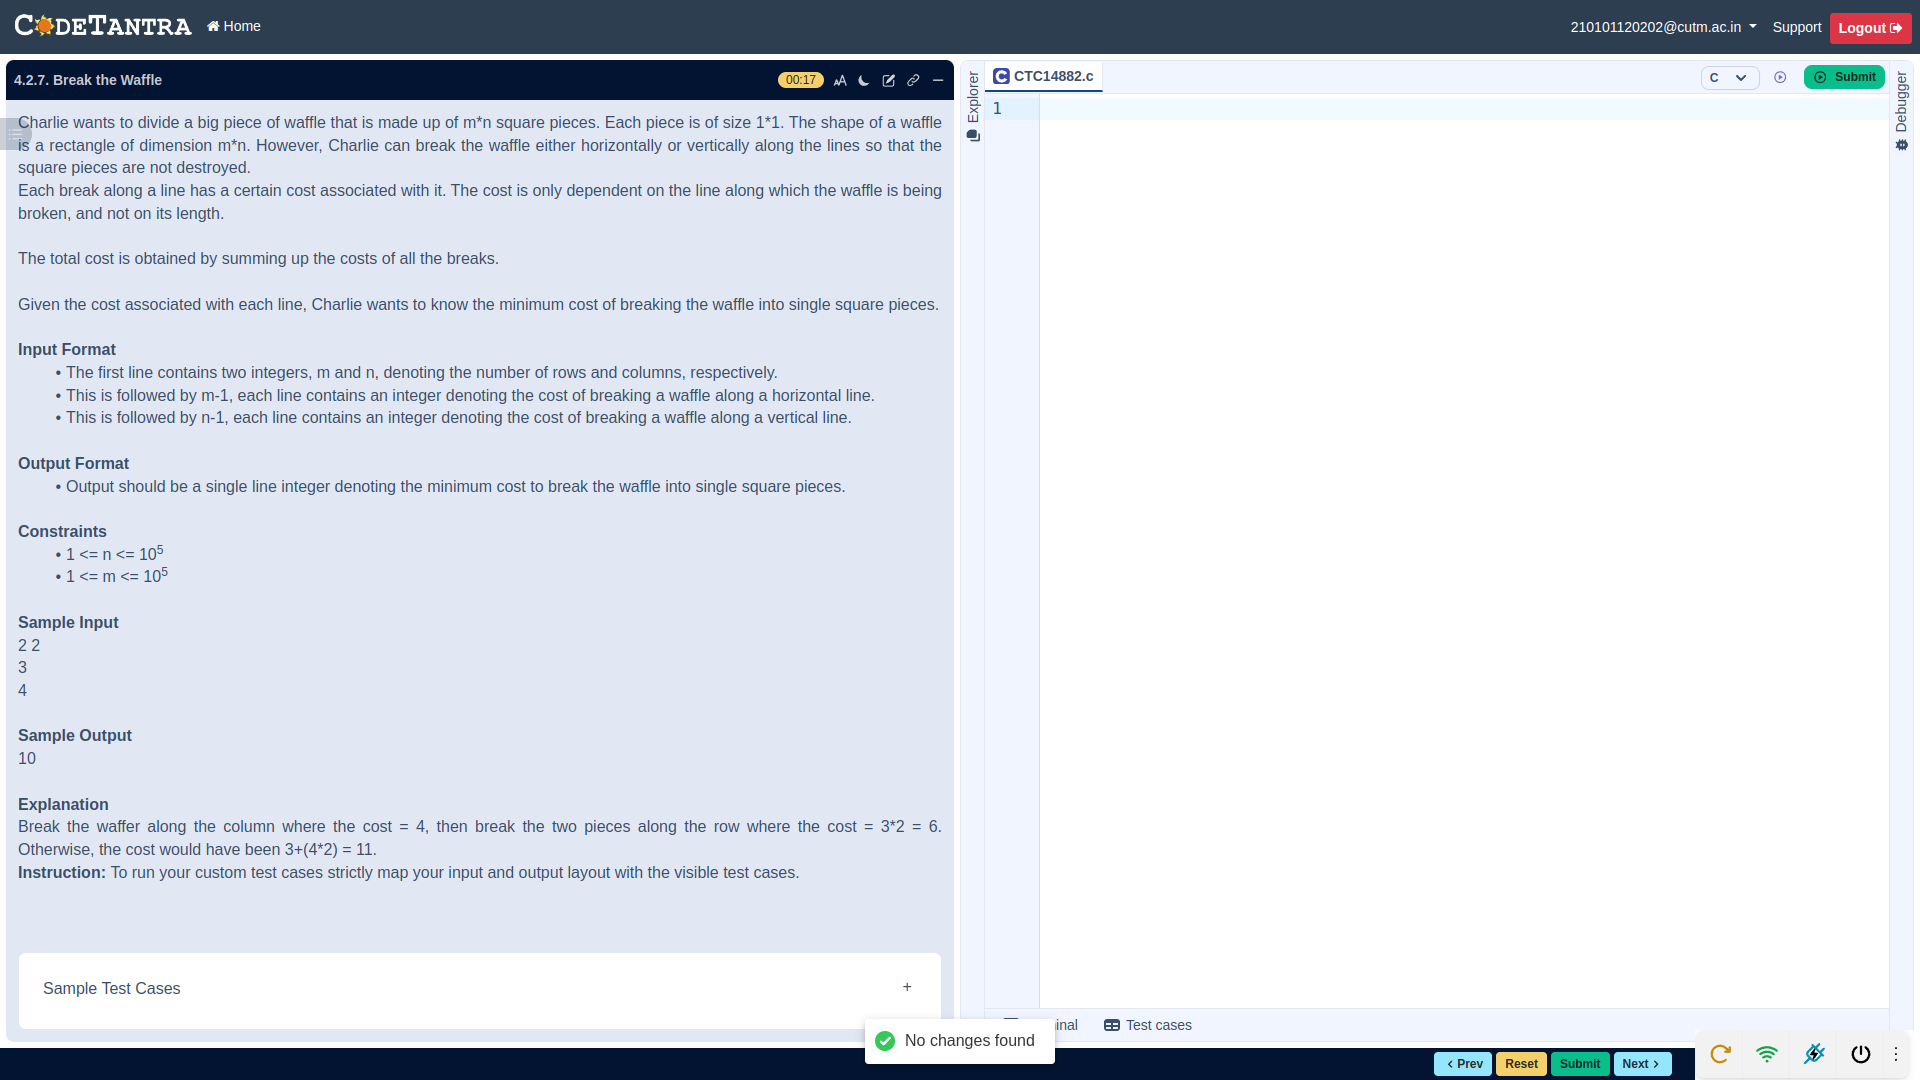 CODETANTRA
Home
210101120202@cutm.ac.in
Support
Logout
4.2.7. Break the Waffle
00:17
Charlie wants to divide a big piece of waffle that is made up of m*n square pieces. Each piece is of size 1*1. The shape of a waffle
is a rectangle of dimension m*n. However, Charlie can break the waffle either horizontally or vertically along the lines so that the
square pieces are not destroyed.
Each break along a line has a certain cost associated with it. The cost is only dependent on the line along which the waffle is being
broken, and not on its length.
The total cost is obtained by summing up the costs of all the breaks.
Given the cost associated with each line, Charlie wants to know the minimum cost of breaking the waffle into single square pieces.
Input Format
• The first line contains two integers, m and n, denoting the number of rows and columns, respectively.
• This is followed by m-1, each line contains an integer denoting the cost of breaking a waffle along a horizontal line.
• This is followed by n-1, each line contains an integer denoting the cost of breaking a waffle along a vertical line.
Output Format
• Output should be a single line integer denoting the minimum cost to break the waffle into single square pieces.
Constraints
• 1 <= n <= 10^5
• 1 <= m <= 10^5
Sample Input
2 2
3
4
Sample Output
10
Explanation
Break the waffer along the column where the cost = 4, then break the two pieces along the row where the cost = 3*2 = 6.
Otherwise, the cost would have been 3+(4*2) = 11.
Instruction: To run your custom test cases strictly map your input and output layout with the visible test cases.
Sample Test Cases
+
Explorer
CTC14882.c
C
Submit
1
Debugger
inal
Test cases
No changes found
Prev
Reset
Submit
Next